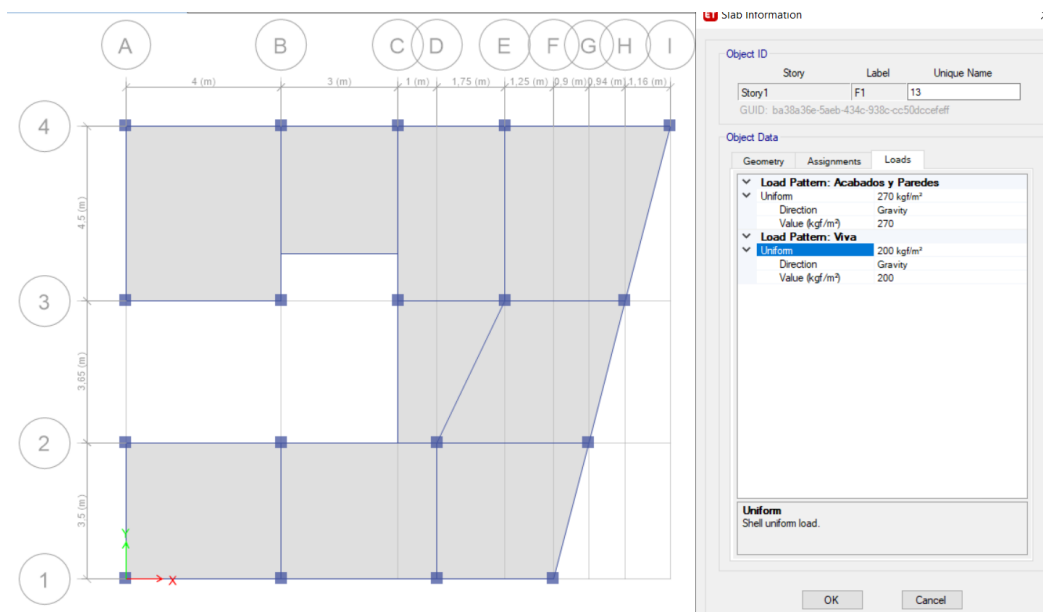 ET Slab Information
A B C D E F G H I
4 (m) 3 (m) 1 (m) 1,75 (m) 1,25 (m) 0,9 (m) 0,94 (m) 1,16 (m)
4
4.5 (m)
3
3,65 (m)
2
3.5 (m)
1
Y
X
Object ID
Story Label Unique Name
Story1 F1 13
GUID: ba38a36e-5aeb-434c-938c-cc50dccefeff
Object Data
Geometry Assignments Loads
Load Pattern: Acabados y Paredes
Uniform 270 kgf/m²
Direction Gravity
Value (kgf/m²) 270
Load Pattern: Viva
Uniform 200 kgf/m²
Direction Gravity
Value (kgf/m²) 200
Uniform
Shell uniform load.
OK Cancel